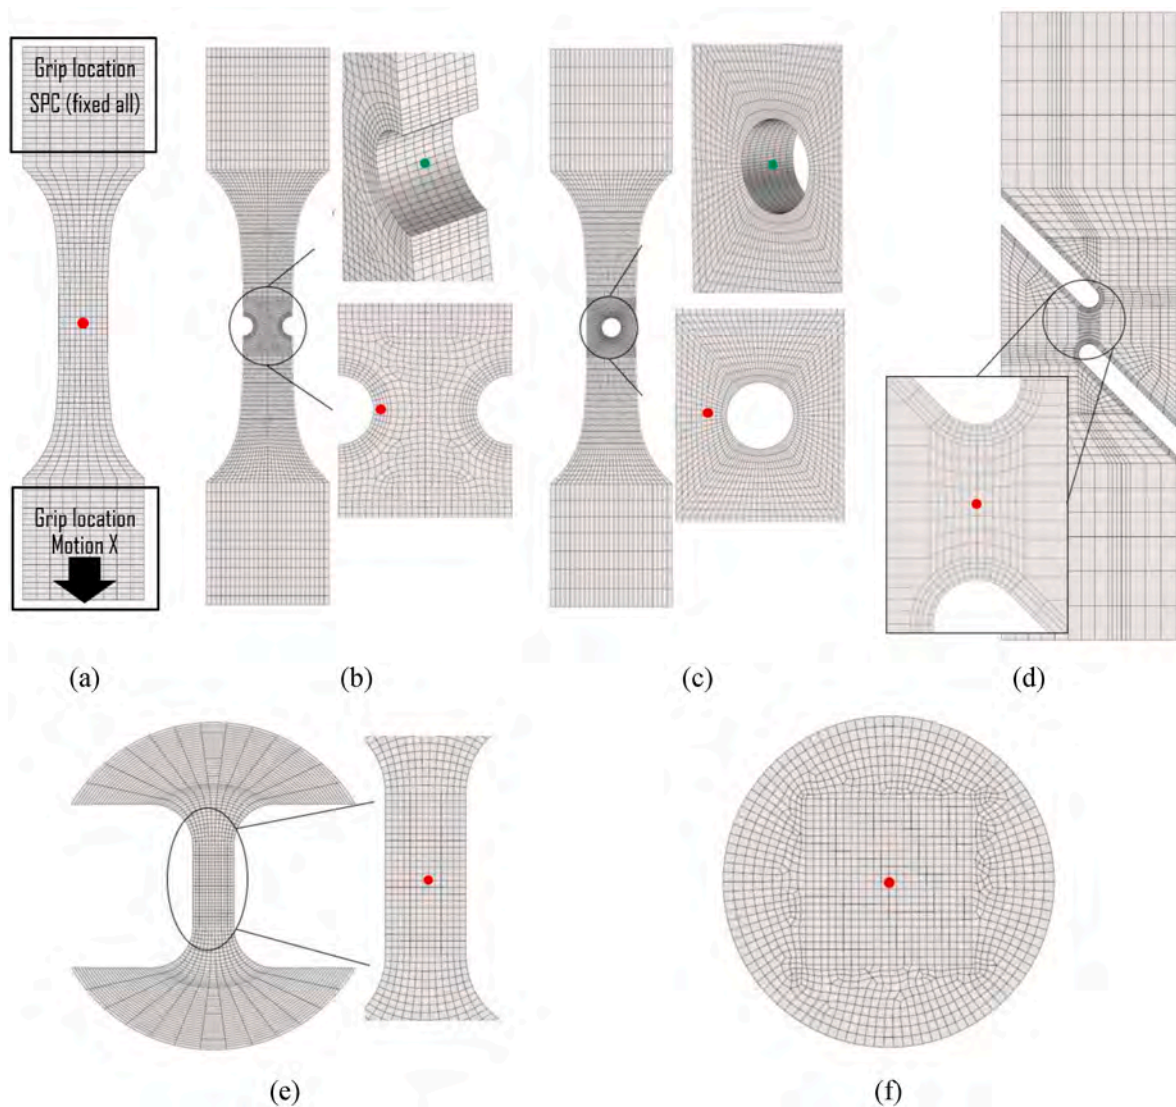 Grip location
SPC (fixed all)
Grip location
Motion X
(a)
(b)
(c)
(d)
(e)
(f)